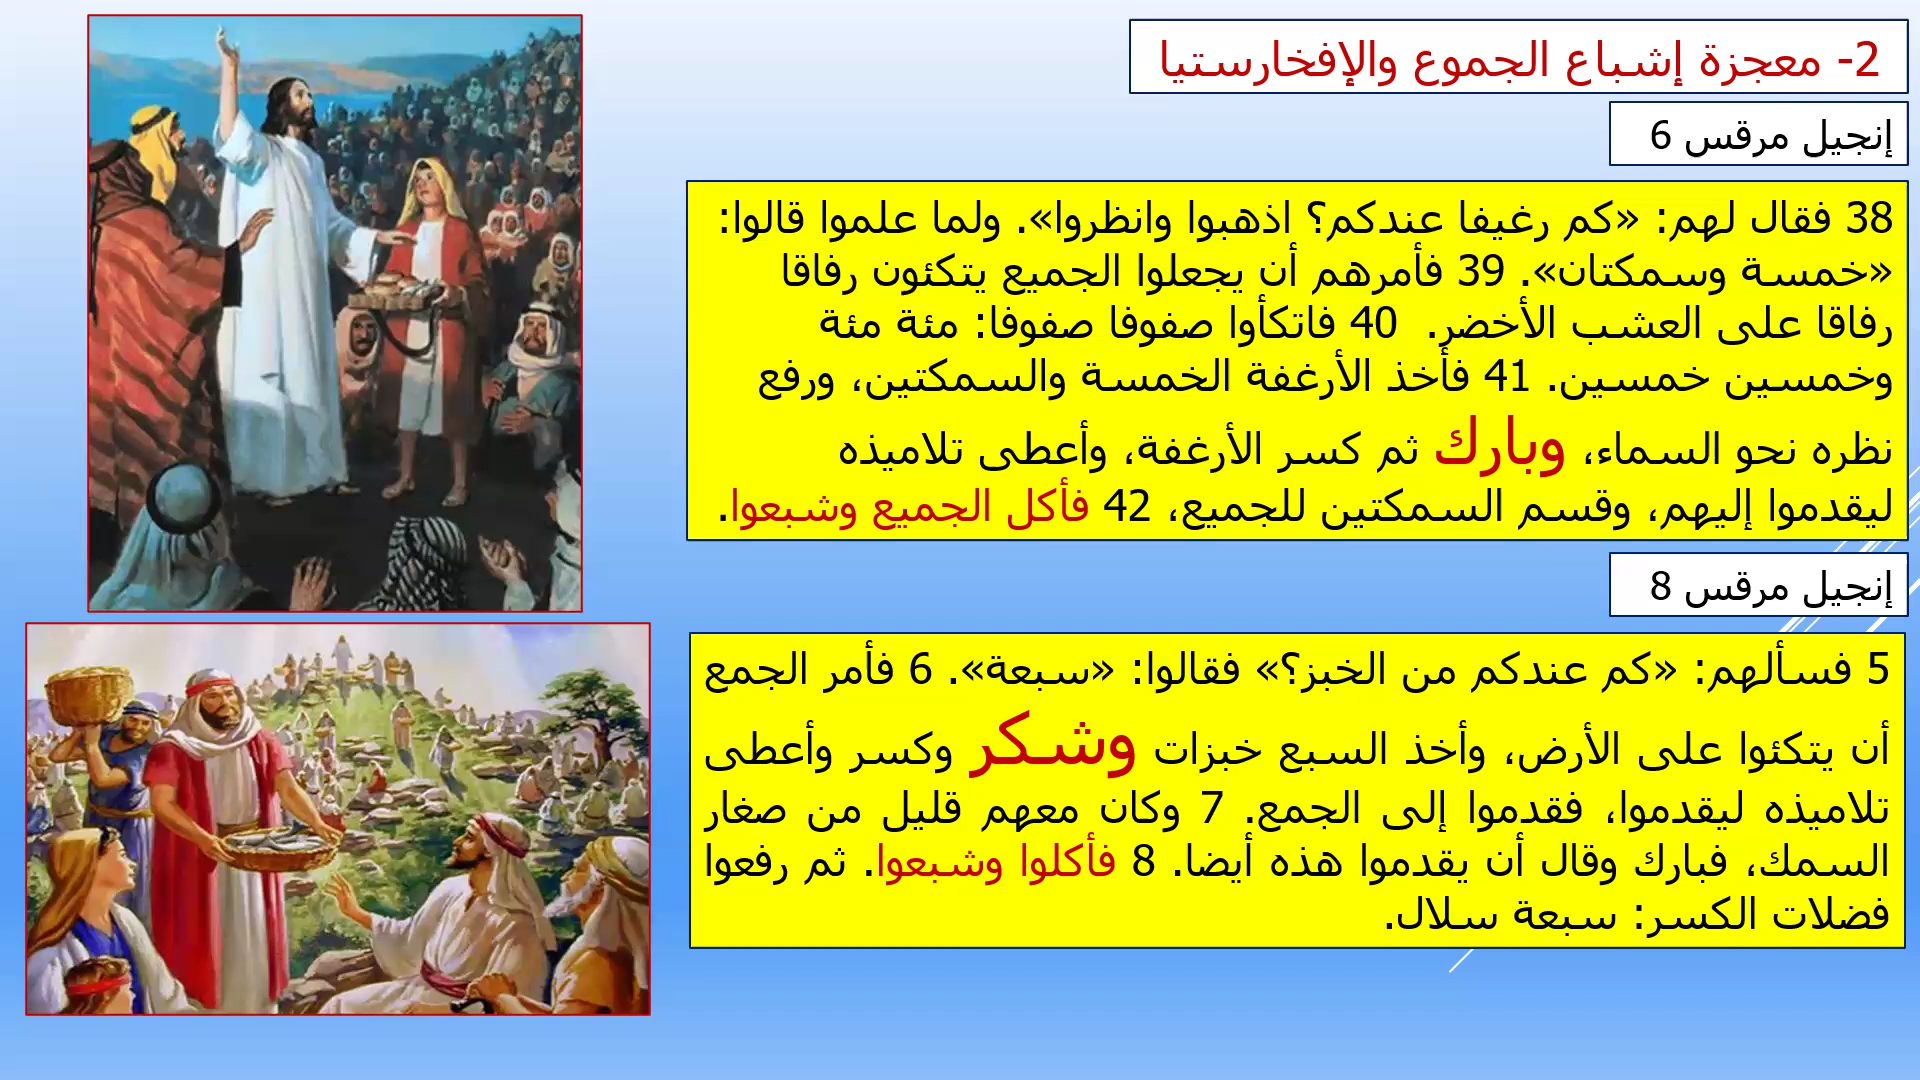 2- معجزة إشباع الجموع والإفخارستيا
إنجيل مرقس 6
38 فقال لهم: «كم رغيفا عندكم؟ اذهبوا وانظروا». ولما علموا قالوا:
«خمسة وسمكتان». 39 فأمرهم أن يجعلوا الجميع يتكئون رفاقا
رفاقا على العشب الأخضر. 40 فاتكأوا صفوفا صفوفا: مئة مئة
وخمسين خمسين. 41 فأخذ الأرغفة الخمسة والسمكتين، ورفع
نظره نحو السماء، وبارك ثم كسر الأرغفة، وأعطى تلاميذه
ليقدموا إليهم، وقسم السمكتين للجميع، 42 فأكل الجميع وشبعوا.
إنجيل مرقس 8
5 فسألهم: «كم عندكم من الخبز؟» فقالوا: «سبعة». 6 فأمر الجمع
أن يتكئوا على الأرض، وأخذ السبع خبزات وشكر وكسر وأعطى
تلاميذه ليقدموا، فقدموا إلى الجمع. 7 وكان معهم قليل من صغار
السمك، فبارك وقال أن يقدموا هذه أيضا. 8 فأكلوا وشبعوا. ثم رفعوا
فضلات الكسر: سبعة سلال.